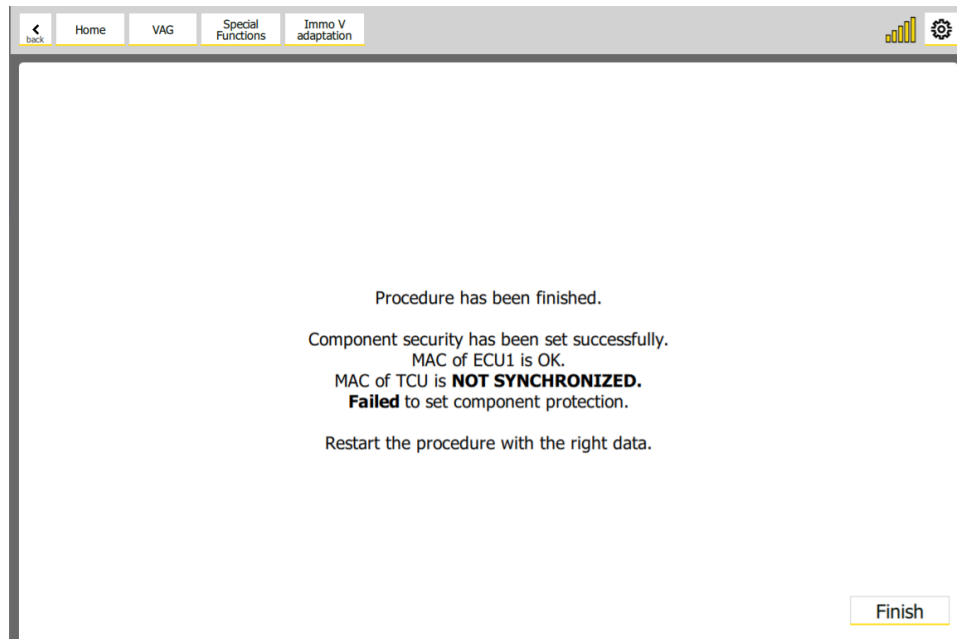 back
Home
VAG
Special
Functions
Immo V
adaptation
Procedure has been finished.
Component security has been set successfully.
MAC of ECU1 is OK.
MAC of TCU is NOT SYNCHRONIZED.
Failed to set component protection.
Restart the procedure with the right data.
Finish